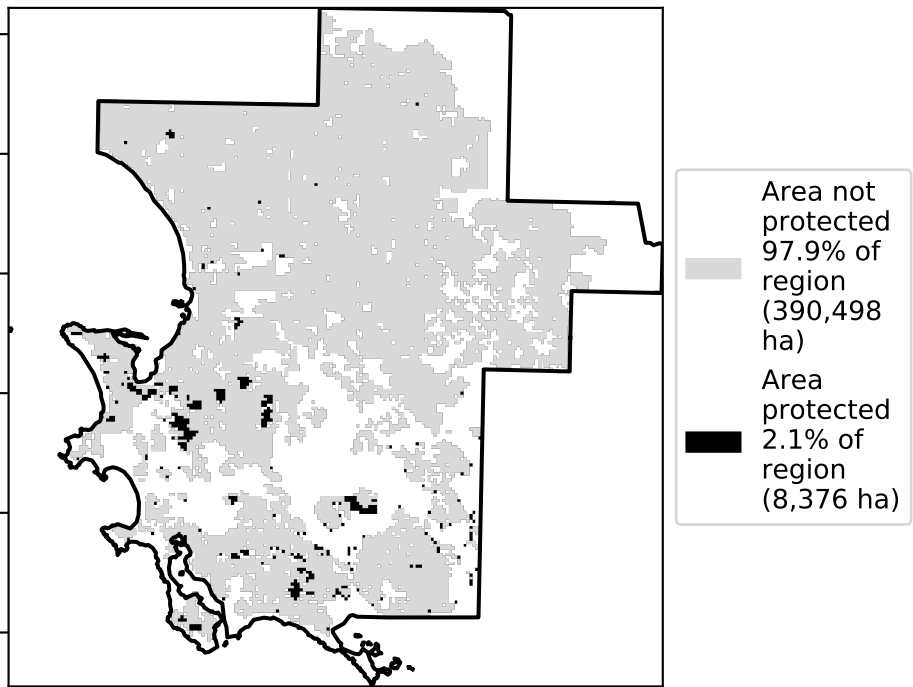 Area not
protected
97.9% of
region
(390,498
ha)
Area
protected
2.1% of
region
(8,376 ha)